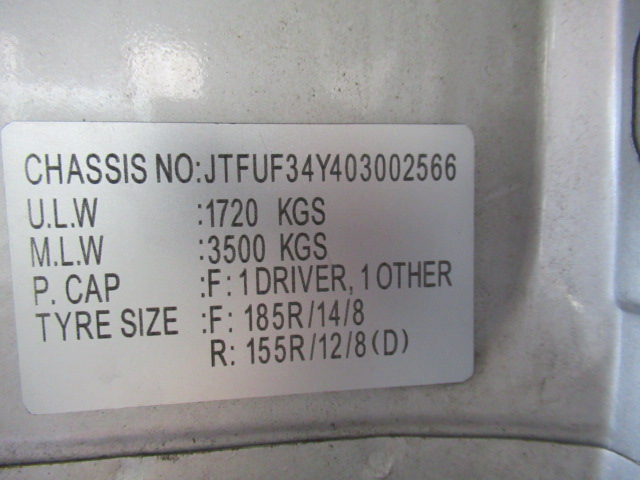 CHASSIS NO:JTFUF34Y403002566
U.L.W :1720 KGS
M.L.W :3500 KGS
P. CAP :F: 1 DRIVER, 1 OTHER
TYRE SIZE :F: 185R/14/8
R: 155R/12/8(D)